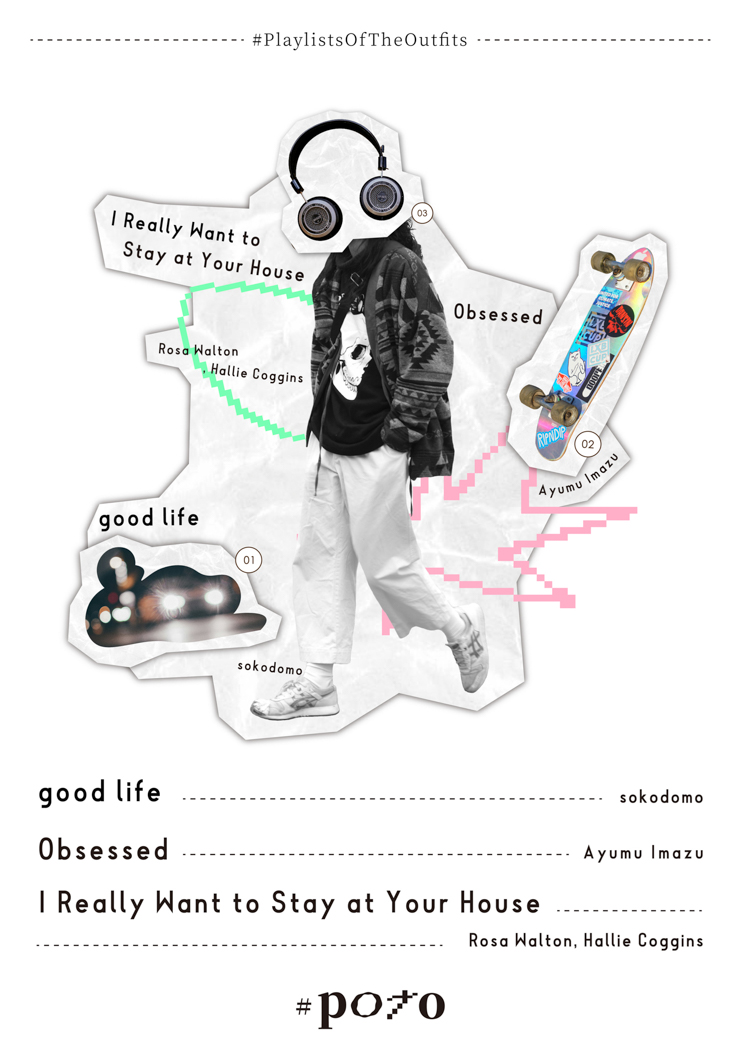 #PlaylistsOfTheOutfits
03
I Really Want to
Stay at Your House
Obsessed
Rosa Walton
, Hallie Coggins
RIPNDIP
02
Ayumu Imazu
good life
01
sokodomo
good life sokodomo
Obsessed Ayumu Imazu
I Really Want to Stay at Your House
Rosa Walton, Hallie Coggins
#poto